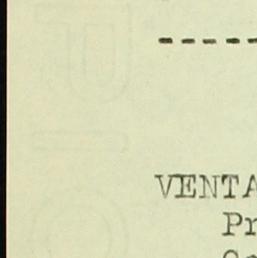 -----
VENTA
Pr